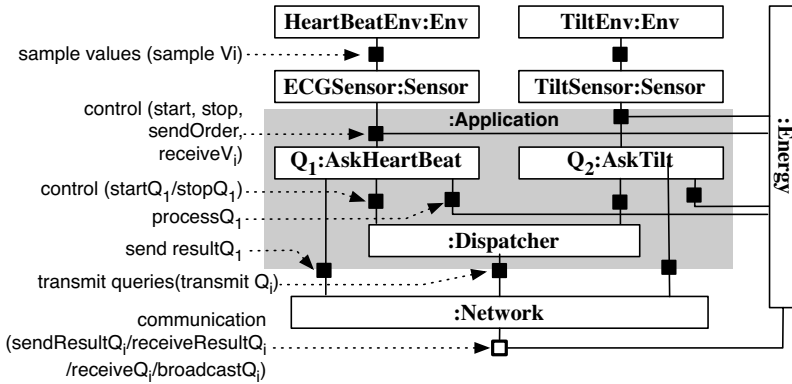 HeartBeatEnv:Env
TiltEnv:Env
sample values (sample Vi)
ECGSensor:Sensor
TiltSensor:Sensor
control (start, stop,
sendOrder,
receiveVi)
:Application
:Energy
Q1:AskHeartBeat
Q2:AskTilt
control (startQ1/stopQ1)
processQ1
:Dispatcher
send resultQ1
transmit queries(transmit Qi)
:Network
communication
(sendResultQi/receiveResultQi
/receiveQi/broadcastQi)